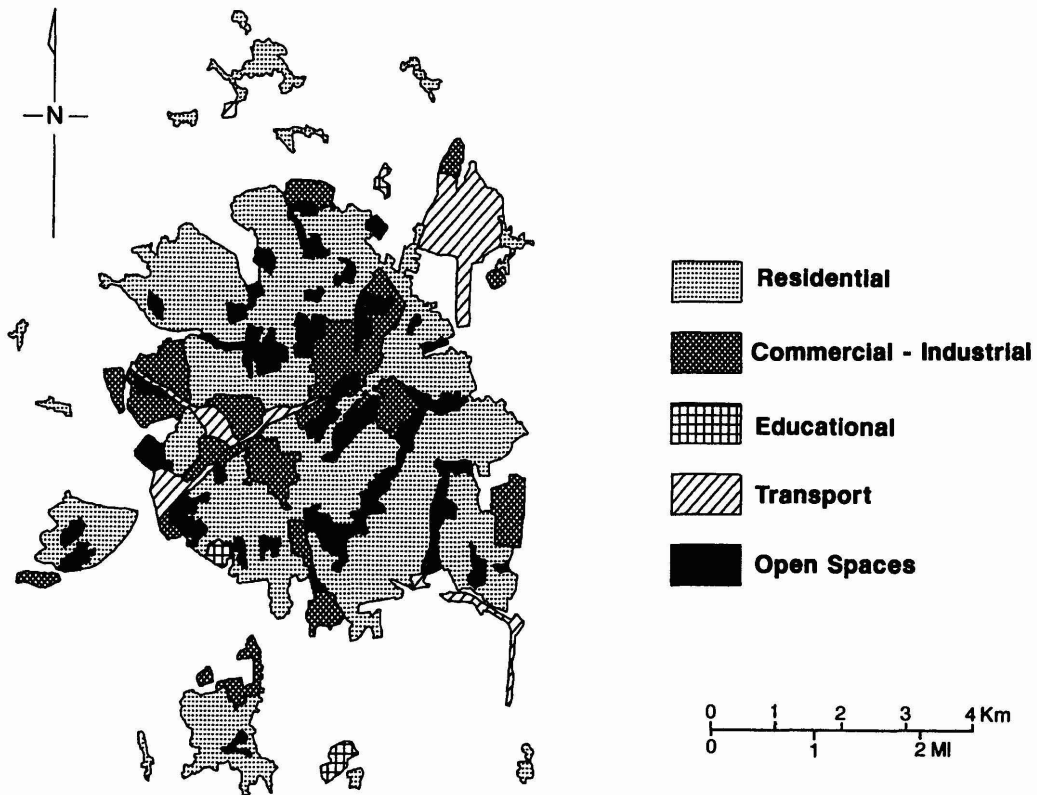 N
Residential
Commercial - Industrial
Educational
Transport
Open Spaces
0 1 2 3 4 Km
0 1 2 MI